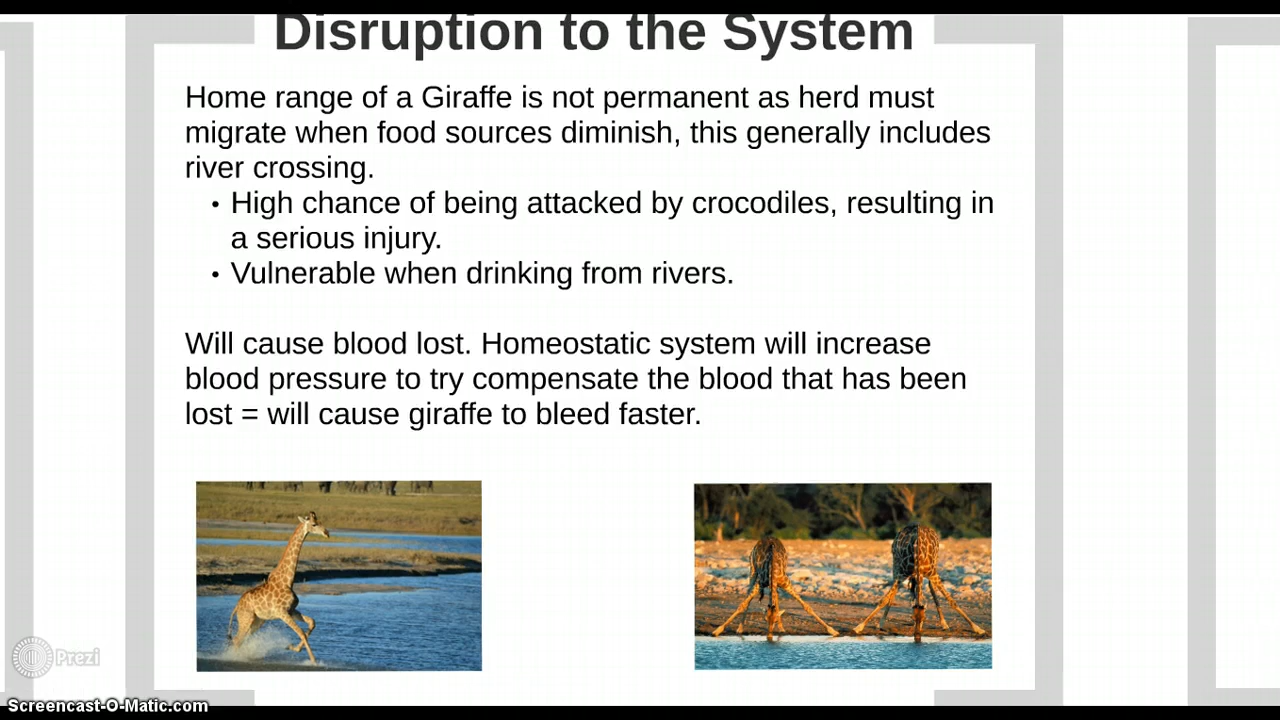 Disruption to the System
Home range of a Giraffe is not permanent as herd must
migrate when food sources diminish, this generally includes
river crossing.
• High chance of being attacked by crocodiles, resulting in
a serious injury.
• Vulnerable when drinking from rivers.
Will cause blood lost. Homeostatic system will increase
blood pressure to try compensate the blood that has been
lost = will cause giraffe to bleed faster.
Prezi
Screencast-O-Matic.com